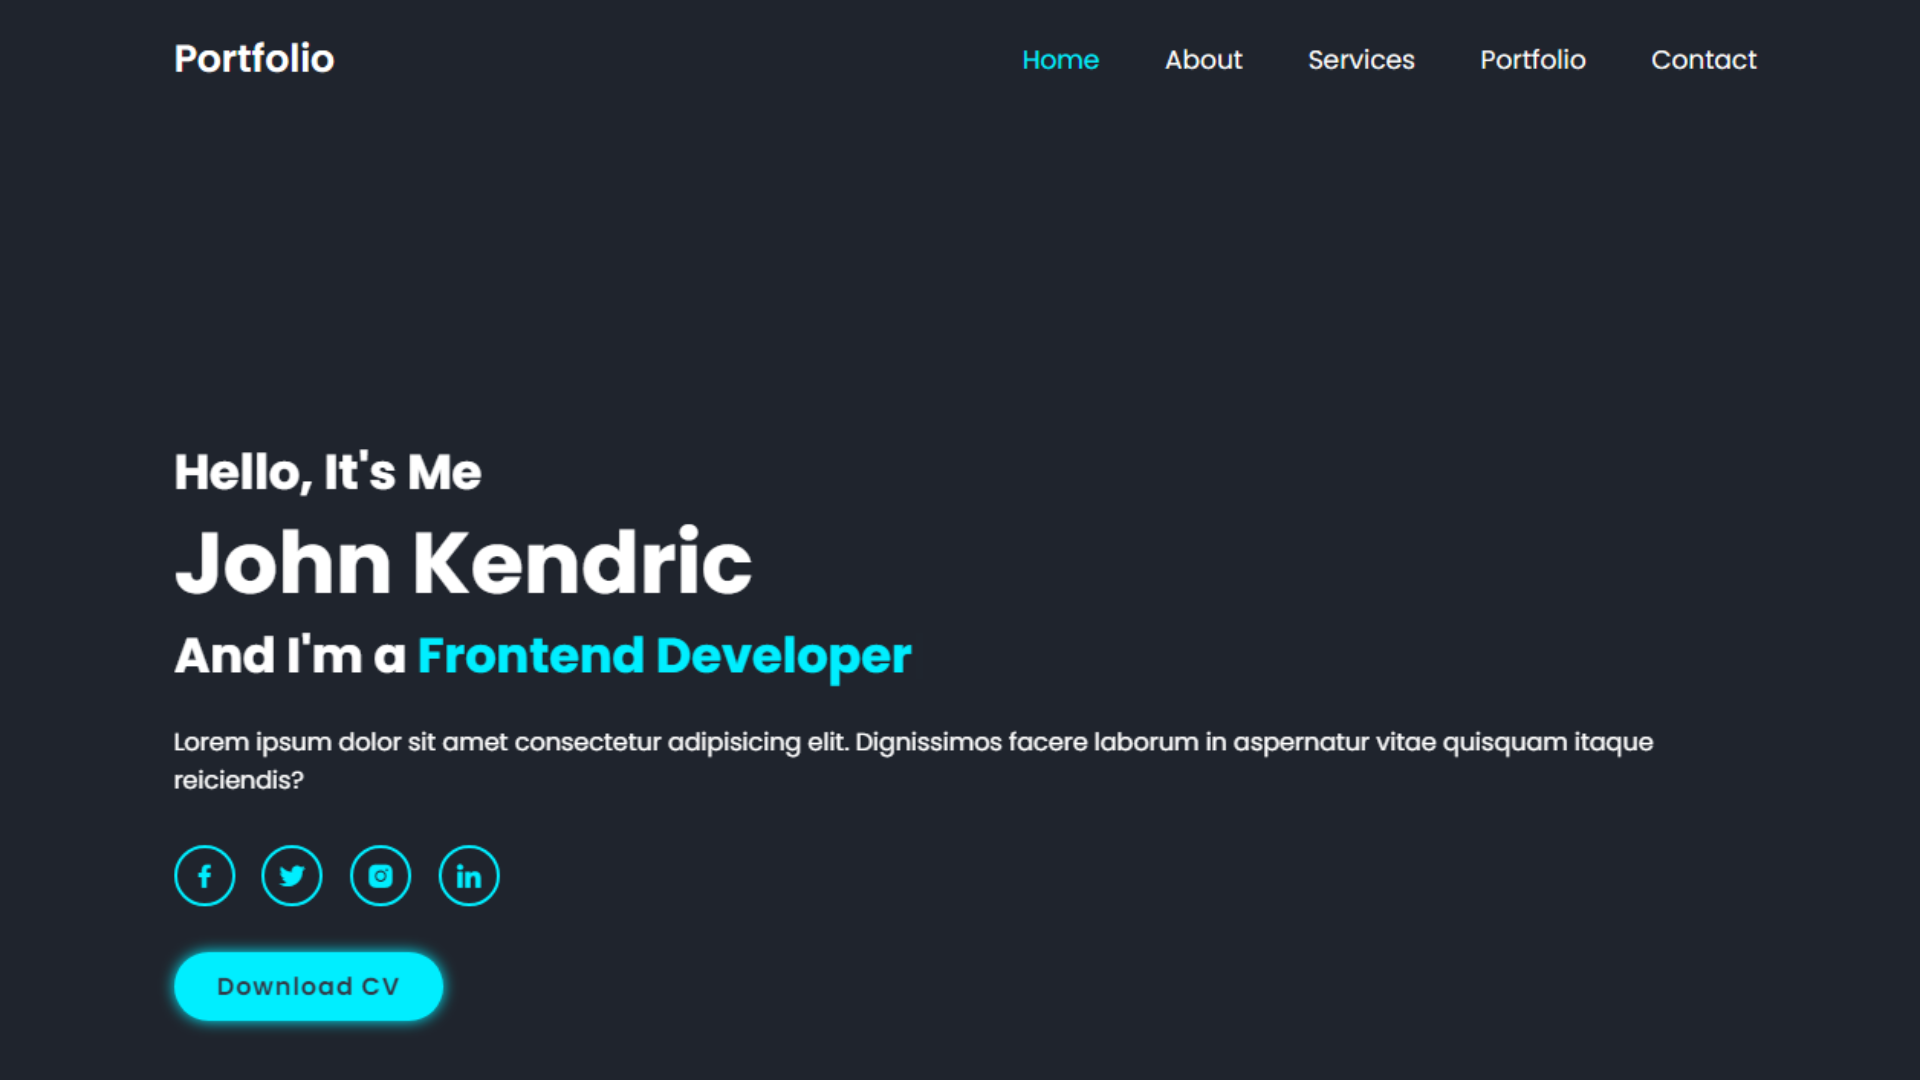 Portfolio
Home About Services Portfolio Contact
Hello, It's Me
John Kendric
And I'm a Frontend Developer
Lorem ipsum dolor sit amet consectetur adipisicing elit. Dignissimos facere laborum in aspernatur vitae quisquam itaque
reiciendis?
Download CV